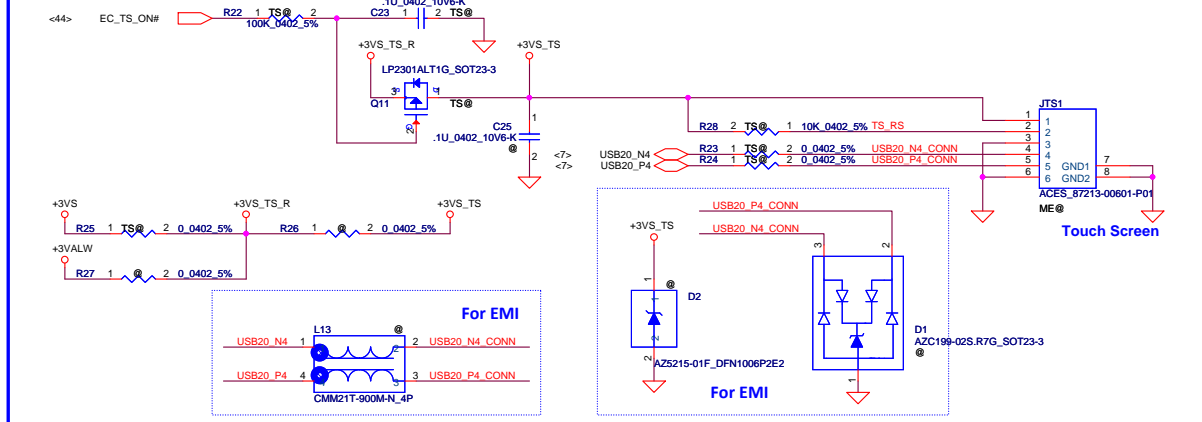 .1U_0402_10V6-K
<44> EC_TS_ON# R22 1 TS@ 2 C23 1 2 TS@
100K_0402_5%
+3VS_TS_R +3VS_TS
LP2301ALT1G_SOT23-3
Q11 3 1 TS@
JTS1
C25 1
.1U_0402_10V6-K
@ 2
R28 2 TS@ 1 10K_0402_5% TS_RS
<7> USB20_N4 R23 1 TS@ 2 0_0402_5% USB20_N4_CONN
<7> USB20_P4 R24 1 TS@ 2 0_0402_5% USB20_P4_CONN
1 1
2 2
3 3
4 4
5 5 GND1 7
6 6 GND2 8
ACES_87213-00601-P01
ME@
Touch Screen
+3VS +3VS_TS_R +3VS_TS
R25 1 TS@ 2 0_0402_5% R26 1 @ 2 0_0402_5%
+3VALW
R27 1 @ 2 0_0402_5%
For EMI
L13 @
USB20_N4 1 2 2 USB20_N4_CONN
USB20_P4 4 3 3 USB20_P4_CONN
CMM21T-900M-N_4P
USB20_P4_CONN
USB20_N4_CONN
+3VS_TS
3 2
1 @
1 D2
2
2 AZ5215-01F_DFN1006P2E2
D1
AZC199-02S.R7G_SOT23-3
@
1
For EMI